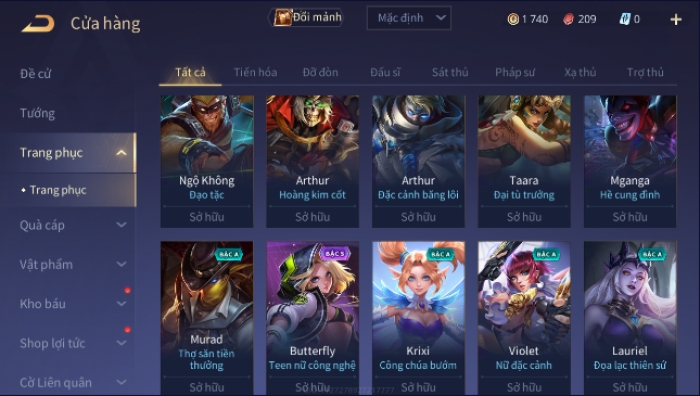 Cửa hàng
Đổi mảnh
Mặc định
1 740
209
0
Đề cử
Tướng
Trang phục
Trang phục
Quà cáp
Vật phẩm
Kho báu
Shop lợi tức
Cờ Liên quân
Tất cả Tiến hóa Đỡ đòn Đấu sĩ Sát thủ Pháp sư Xạ thủ Trợ thủ
Ngộ Không
Đạo tặc
Sở hữu
Arthur
Hoàng kim cốt
Sở hữu
Arthur
Đặc cảnh băng lôi
Sở hữu
Taara
Đại tù trưởng
Sở hữu
Mganga
Hề cung đình
Sở hữu
Murad
Thợ săn tiền
thưởng
Sở hữu
BẬC S
Butterfly
Teen nữ công nghệ
Sở hữu
BẬC A
Krixi
Công chúa bướm
Sở hữu
BẬC A
Violet
Nữ đặc cảnh
Sở hữu
BẬC A
Lauriel
Đọa lạc thiên sứ
Sở hữu
BẬC A